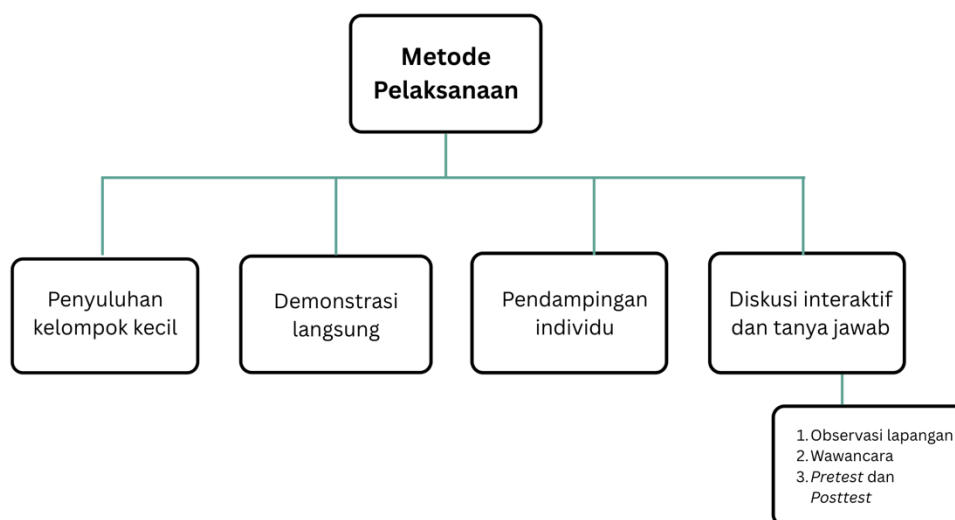 Metode
Pelaksanaan
Penyuluhan
kelompok kecil
Demonstrasi
langsung
Pendampingan
individu
Diskusi interaktif
dan tanya jawab
1. Observasi lapangan
2. Wawancara
3. Pretest dan
Posttest